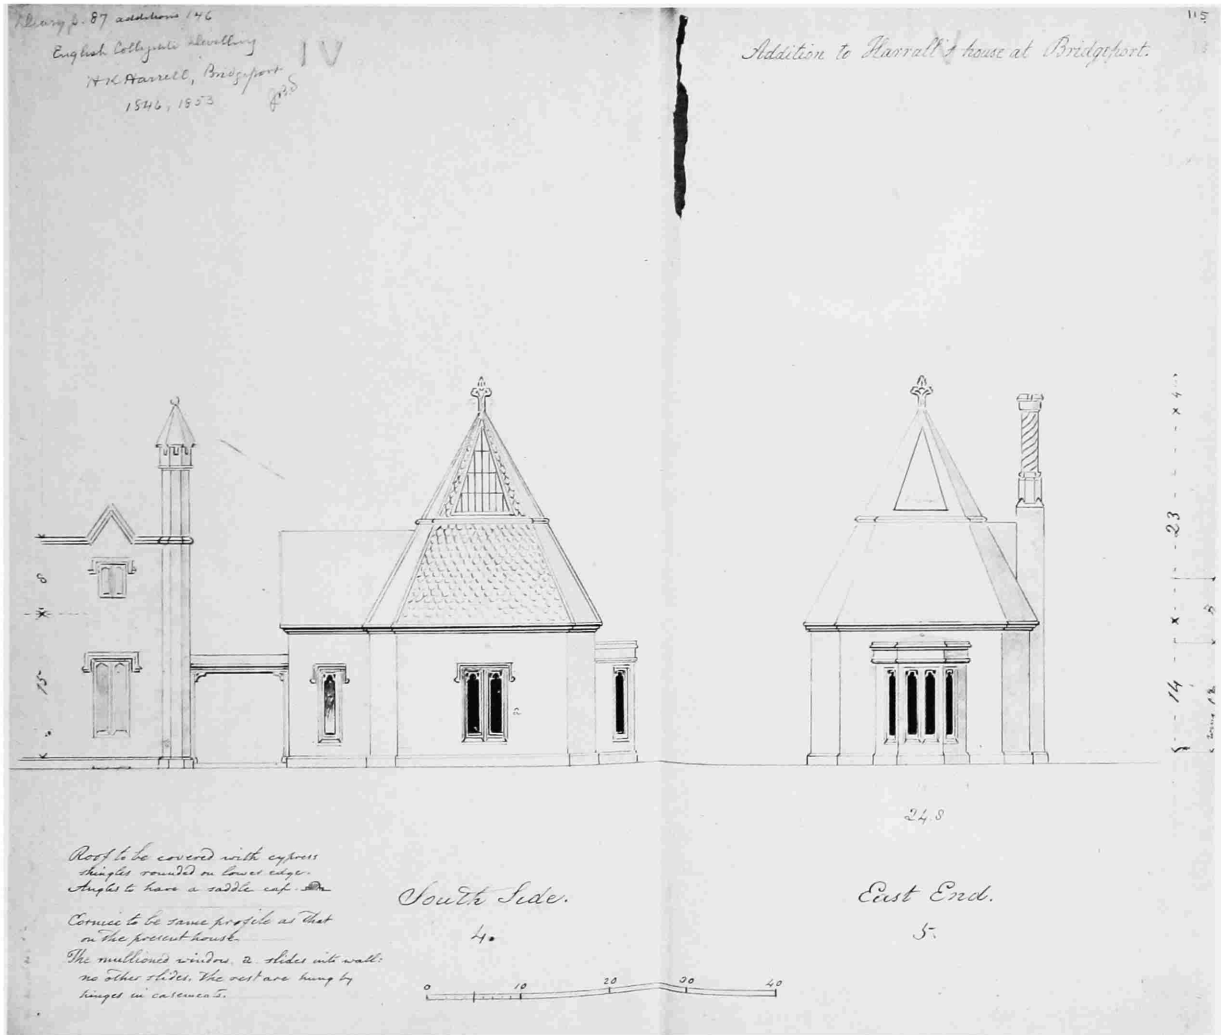 Diary p. 87 additions 146
English Collegiate Dwelling
H K Harrell, Bridgeport
1846, 1853
IV
115
Addition to Harrall's house at Bridgeport.
8
15
a
4
23
14
24.8
Roof to be covered with cypress
shingles rounded on lower edge.
Angles to have a saddle cap.
Cornice to be same profile as that
on the present house.
The mullioned window a slides into wall:
no other slides. The rest are hung by
hinges in casements.
South Side.
4.
East End.
5.
0 10 20 30 40